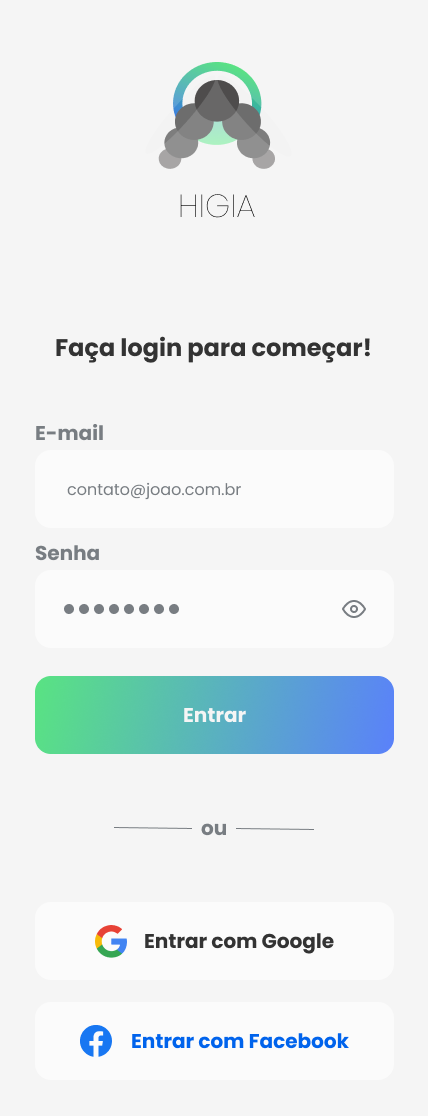 HIGIA
Faça login para começar!
E-mail
contato@joao.com.br
Senha
Entrar
ou
Entrar com Google
Entrar com Facebook